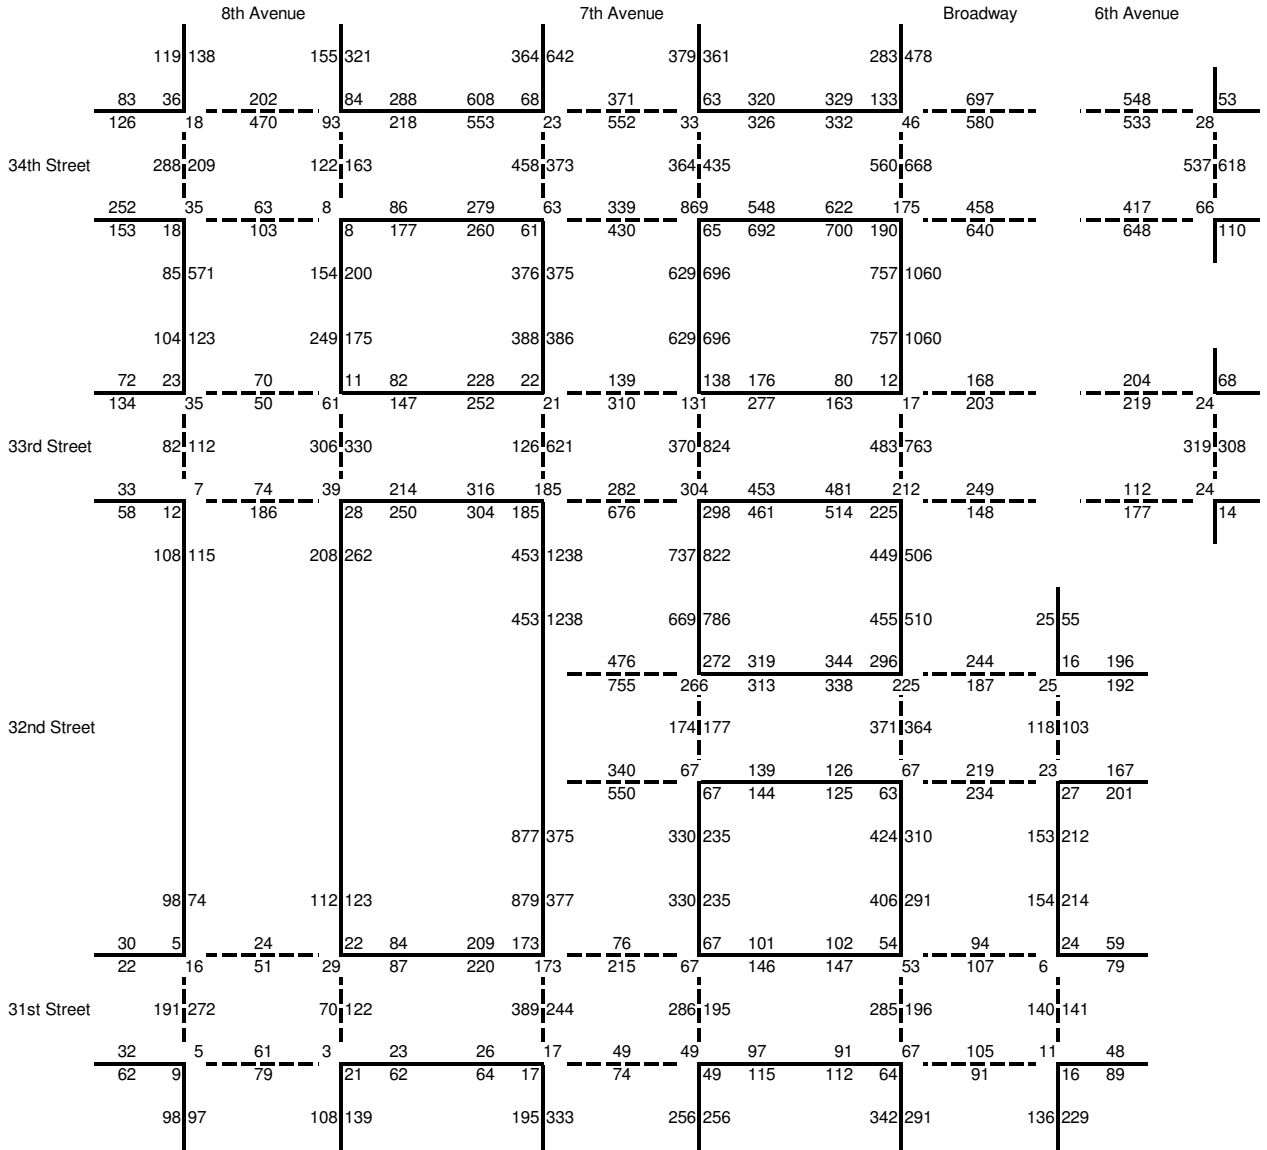 8th Avenue 7th Avenue Broadway 6th Avenue
119 138 155 321 364 642 379 361 283 478
83 36 202 84 288 608 68 371 63 320 329 133 697 548 53
126 18 470 93 218 553 23 552 33 326 332 46 580 533 28
34th Street 288 209 122 163 458 373 364 435 560 668 537 618
252 35 63 8 86 279 63 339 869 548 622 175 458 417 66
153 18 103 8 177 260 61 430 65 692 700 190 640 648 110
85 571 154 200 376 375 629 696 757 1060
104 123 249 175 388 386 629 696 757 1060
72 23 70 11 82 228 22 139 138 176 80 12 168 204 68
134 35 50 61 147 252 21 310 131 277 163 17 203 219 24
33rd Street 82 112 306 330 126 621 370 824 483 763 319 308
33 7 74 39 214 316 185 282 304 453 481 212 249 112 24
58 12 186 28 250 304 185 676 298 461 514 225 148 177 14
108 115 208 262 453 1238 737 822 449 506
453 1238 669 786 455 510 25 55
476 272 319 344 296 244 16 196
755 266 313 338 225 187 25 192
32nd Street 174 177 371 364 118 103
340 67 139 126 67 219 23 167
550 67 144 125 63 234 27 201
877 375 330 235 424 310 153 212
98 74 112 123 879 377 330 235 406 291 154 214
30 5 24 22 84 209 173 76 67 101 102 54 94 24 59
22 16 51 29 87 220 173 215 67 146 147 53 107 6 79
31st Street 191 272 70 122 389 244 286 195 285 196 140 141
32 5 61 3 23 26 17 49 49 97 91 67 105 11 48
62 9 79 21 62 64 17 74 49 115 112 64 91 16 89
98 97 108 139 195 333 256 256 342 291 136 229